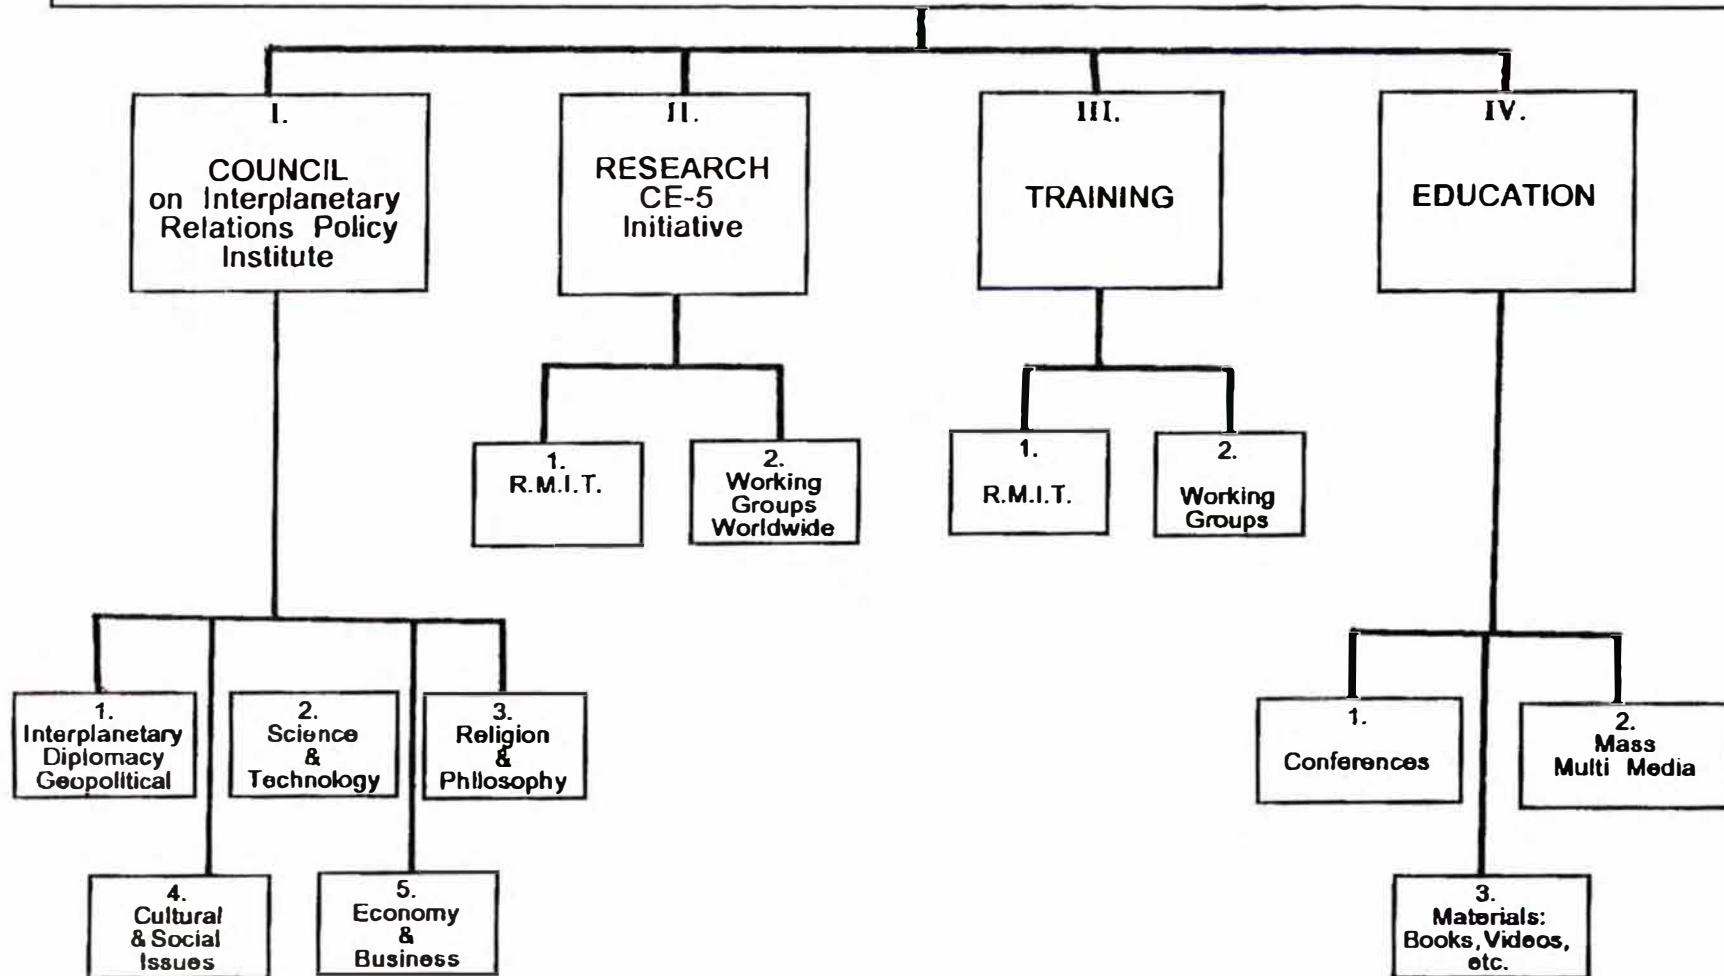 I.
COUNCIL
on Interplanetary
Relations Policy
Institute
II.
RESEARCH
CE-5
Initiative
III.
TRAINING
IV.
EDUCATION
1.
R.M.I.T.
2.
Working
Groups
Worldwide
1.
R.M.I.T.
2.
Working
Groups
1.
Interplanetary
Diplomacy
Geopolitical
2.
Science
&
Technology
3.
Religion
&
Philosophy
4.
Cultural
& Social
Issues
5.
Economy
&
Business
1.
Conferences
2.
Mass
Multi Media
3.
Materials:
Books, Videos,
etc.